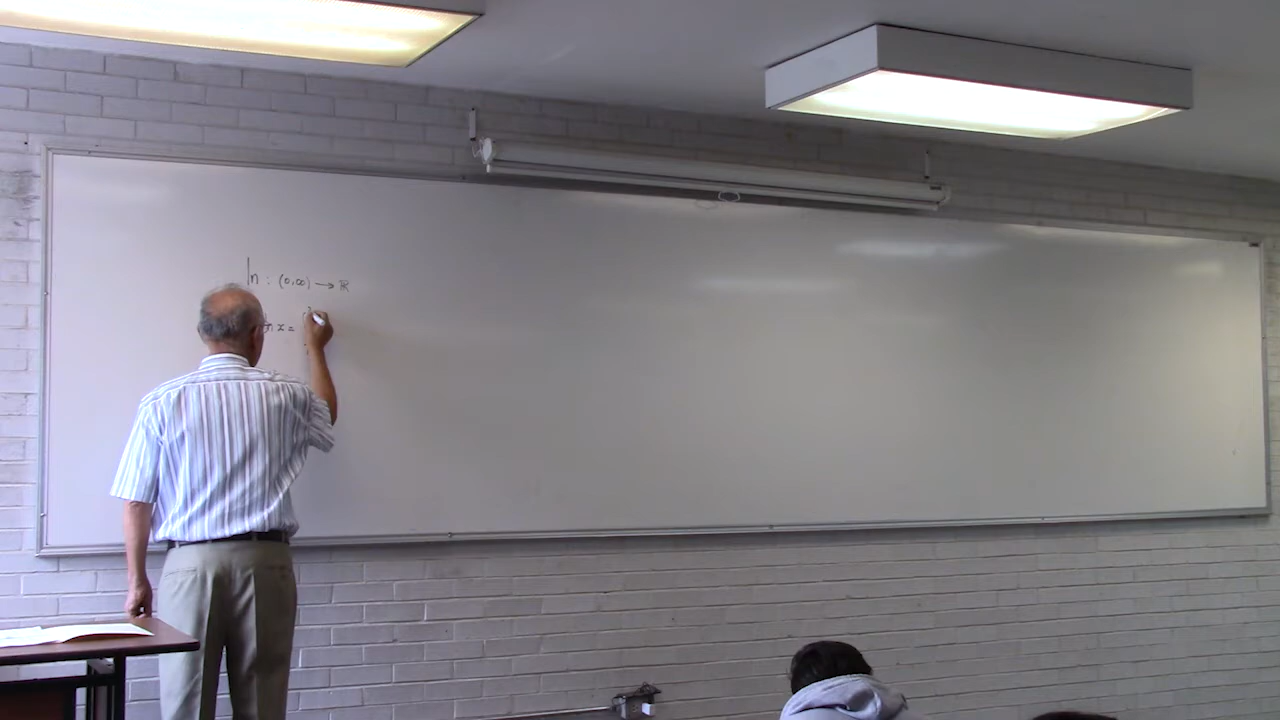 ln : (0,∞) → ℝ
x =